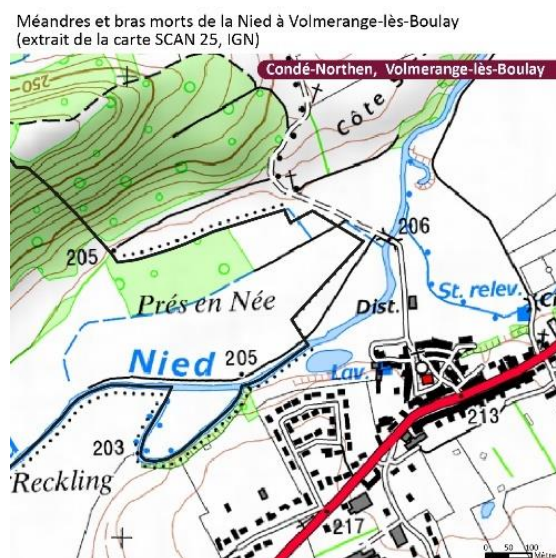 Méandres et bras morts de la Nied à Volmerange-lès-Boulay
(extrait de la carte SCAN 25, IGN)
Condé-Northen, Volmerange-lès-Boulay
250
Côte
206
205
St. relev.
Prés en Née
Dist.
Nied
205
Lav.
213
203
Reckling
217
0 50 100